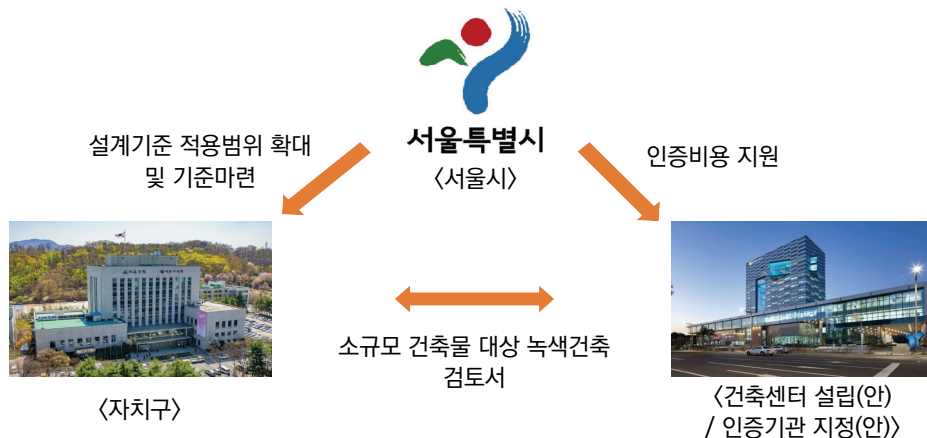 서울특별시
〈서울시〉
설계기준 적용범위 확대
및 기준마련
인증비용 지원
소규모 건축물 대상 녹색건축
검토서
〈자치구〉
〈건축센터 설립(안)
/ 인증기관 지정(안)〉